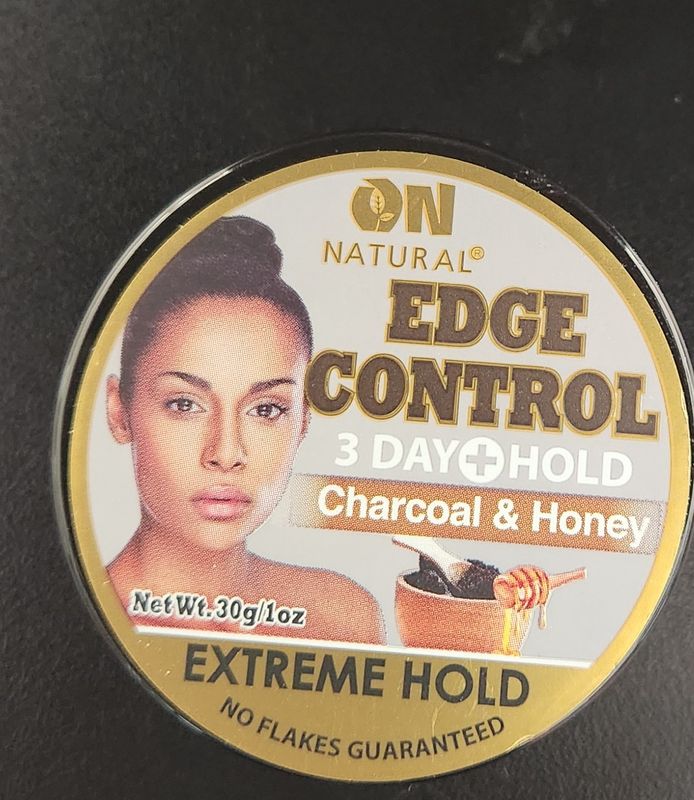 ON
NATURAL®
EDGE
CONTROL
3 DAY+HOLD
Charcoal & Honey
Net Wt. 30g/1oz
EXTREME HOLD
NO FLAKES GUARANTEED